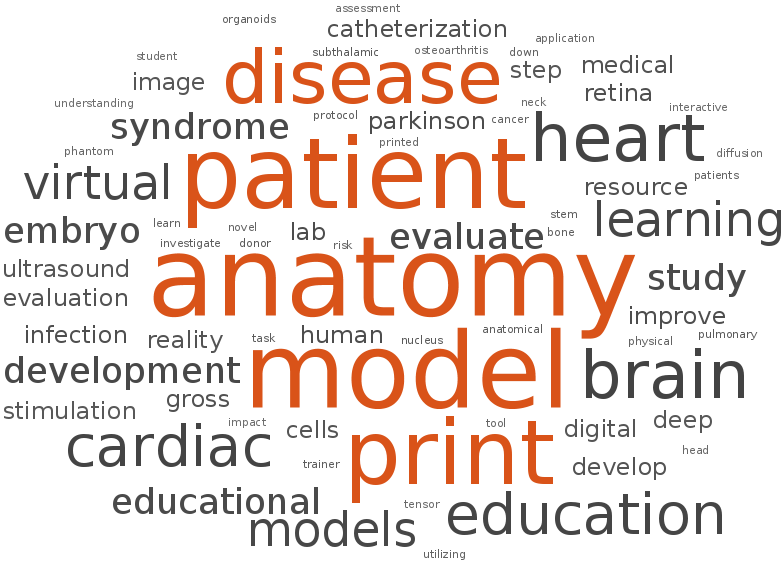 assessment
organoids
catheterization
application
student
subthalamic
osteoarthritis
down
disease
step
medical
image
retina
understanding
neck
interactive
syndrome
protocol
parkinson
cancer
heart
printed
phantom
patient
diffusion
virtual
patients
resource
learning
embryo
learn
novel
lab
evaluate
stem
bone
investigate
donor
risk
ultrasound
anatomy
study
evaluation
improve
infection
reality
task
human
nucleus
anatomical
physical
pulmonary
development
model
brain
stimulation
gross
cardiac
impact
cells
print
tool
digital
deep
trainer
develop
head
educational
tensor
education
models
utilizing